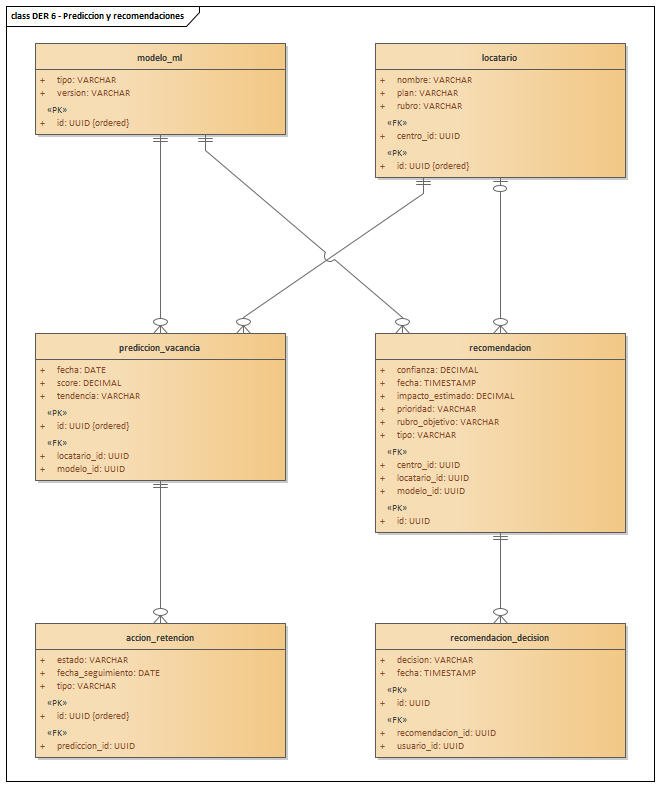 class DER 6 - Prediccion y recomendaciones
modelo_ml
+ tipo: VARCHAR
+ version: VARCHAR
«PK»
+ id: UUID {ordered}
locatario
+ nombre: VARCHAR
+ plan: VARCHAR
+ rubro: VARCHAR
«FK»
+ centro_id: UUID
«PK»
+ id: UUID {ordered}
prediccion_vacancia
+ fecha: DATE
+ score: DECIMAL
+ tendencia: VARCHAR
«PK»
+ id: UUID {ordered}
«FK»
+ locatario_id: UUID
+ modelo_id: UUID
recomendacion
+ confianza: DECIMAL
+ fecha: TIMESTAMP
+ impacto_estimado: DECIMAL
+ prioridad: VARCHAR
+ rubro_objetivo: VARCHAR
+ tipo: VARCHAR
«FK»
+ centro_id: UUID
+ locatario_id: UUID
+ modelo_id: UUID
«PK»
+ id: UUID
accion_retencion
+ estado: VARCHAR
+ fecha_seguimiento: DATE
+ tipo: VARCHAR
«PK»
+ id: UUID {ordered}
«FK»
+ prediccion_id: UUID
recomendacion_decision
+ decision: VARCHAR
+ fecha: TIMESTAMP
«PK»
+ id: UUID
«FK»
+ recomendacion_id: UUID
+ usuario_id: UUID